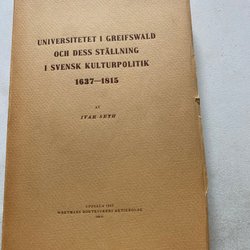 UNIVERSITETET I GREIFSWALD
OCH DESS STÄLLNING
I SVENSK KULTURPOLITIK
1637—1815
AV
IVAR SETH
UPPSALA